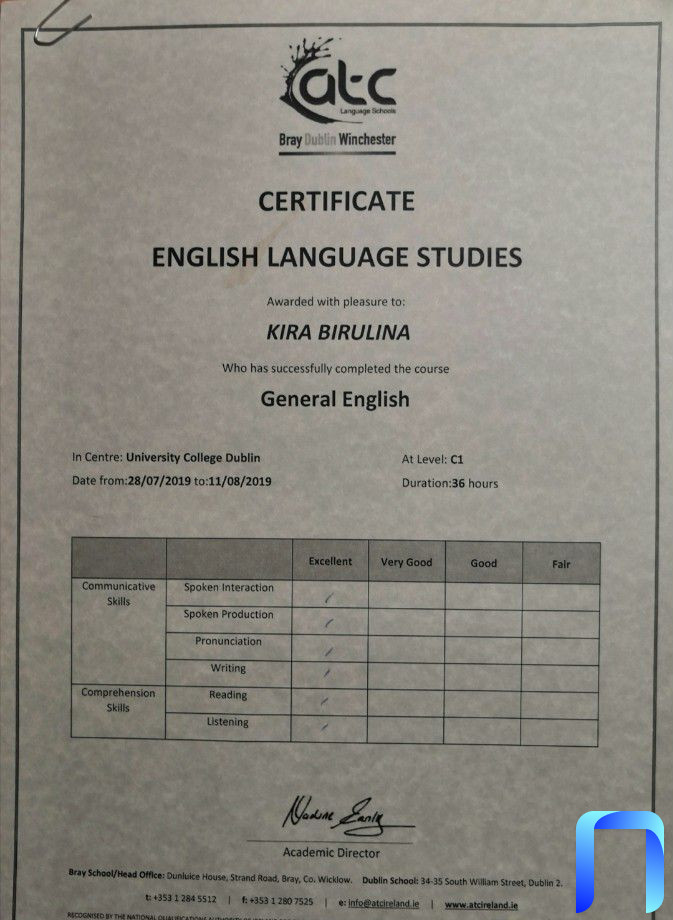 atc
Language Schools
Bray Dublin Winchester
CERTIFICATE
ENGLISH LANGUAGE STUDIES
Awarded with pleasure to:
KIRA BIRULINA
Who has successfully completed the course
General English
In Centre: University College Dublin At Level: C1
Date from:28/07/2019 to:11/08/2019 Duration:36 hours
Excellent Very Good Good Fair
Communicative Skills
Spoken Interaction
Spoken Production
Pronunciation
Writing
Comprehension Skills
Reading
Listening
Academic Director
Bray School/Head Office: Dunluice House, Strand Road, Bray, Co. Wicklow. Dublin School: 34-35 South William Street, Dublin 2.
t: +353 1 284 5512 | f: +353 1 280 7525 | e: info@atcireland.ie | www.atcireland.ie
RECOGNISED BY THE NATIONAL QUALIFICATIONS AUTHORITY OF